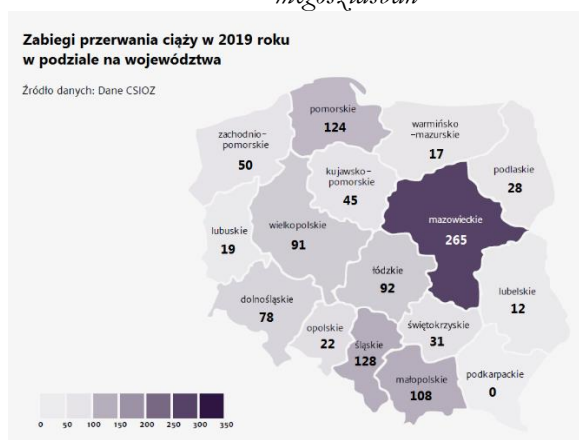 megoszlásban
Zabiegi przerwania ciąży w 2019 roku
w podziale na województwa
Źródło danych: Dane CSIOZ
pomorskie
124
warmińsko
-mazurskie
17
zachodnio-
pomorskie
50
podlaskie
28
kujawsko-
pomorskie
45
mazowieckie
265
wielkopolskie
91
lubuskie
19
łódzkie
92
lubelskie
12
dolnośląskie
78
opolskie
22
śląskie
128
świętokrzyskie
31
małopolskie
108
podkarpackie
0
0 50 100 150 200 250 300 350